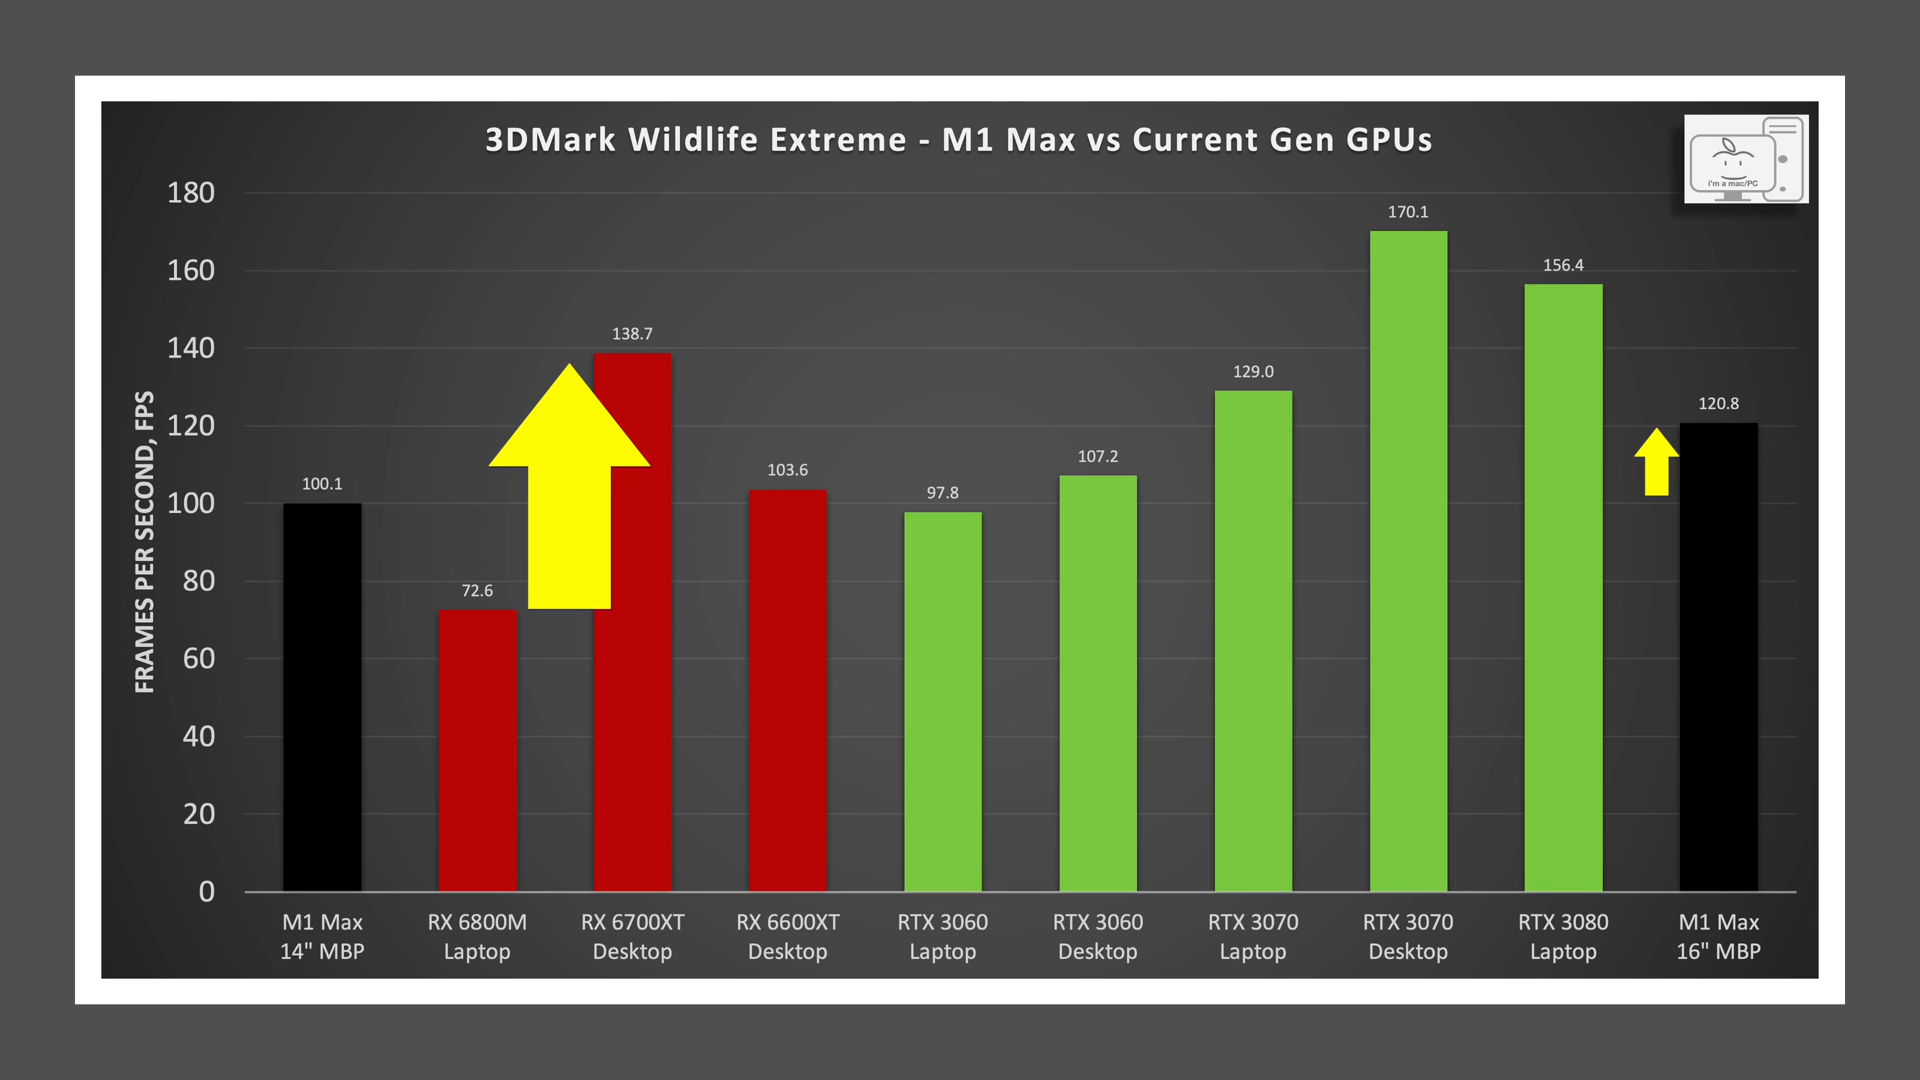 3DMark Wildlife Extreme - M1 Max vs Current Gen GPUs
i'm a mac/PC
FRAMES PER SECOND, FPS
180
160
140
120
100
80
60
40
20
0
100.1
72.6
138.7
103.6
97.8
107.2
129.0
170.1
156.4
120.8
M1 Max
14" MBP
RX 6800M
Laptop
RX 6700XT
Desktop
RX 6600XT
Desktop
RTX 3060
Laptop
RTX 3060
Desktop
RTX 3070
Laptop
RTX 3070
Desktop
RTX 3080
Laptop
M1 Max
16" MBP